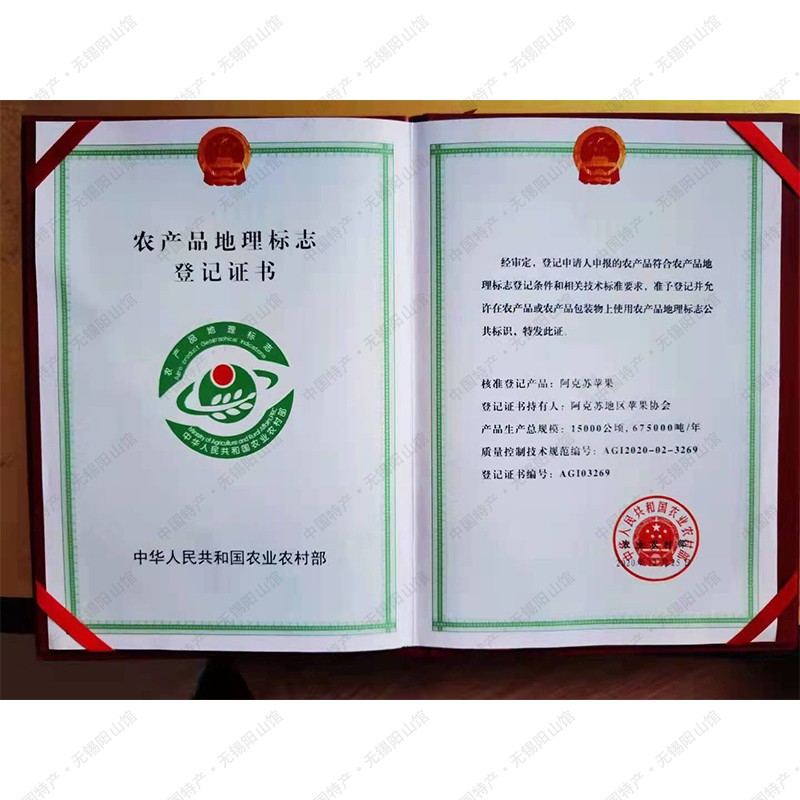 农产品地理标志
登记证书
农产品地理标志
Agro-product Geographical Indications
Ministry of Agriculture and Rural Affairs, P.R.C
中华人民共和国农业农村部
中华人民共和国农业农村部
经审定，登记申请人申报的农产品符合农产品地
理标志登记条件和相关技术标准要求，准予登记并允
许在农产品或农产品包装物上使用农产品地理标志公
共标识，特发此证。
核准登记产品：阿克苏苹果
登记证书持有人：阿克苏地区苹果协会
产品生产总规模：15000公顷，675000吨/年
质量控制技术规范编号：AGI2020-02-3269
登记证书编号：AGI03269
中华人民共和国农业农村部
中国特产·无锡阳山馆